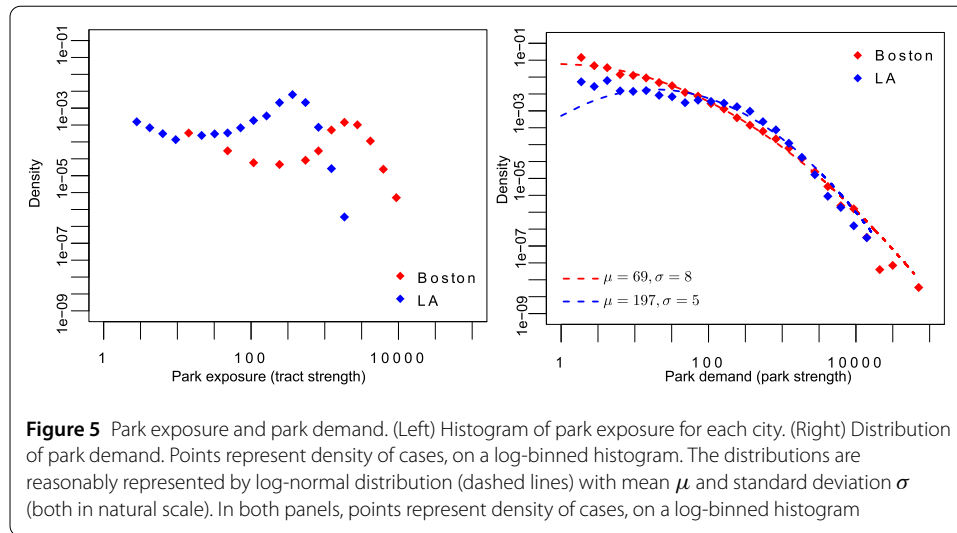 1e-01
1e-03
1e-05
1e-07
1e-09
Density
Boston
LA
1
100
10000
Park exposure (tract strength)
1e-01
1e-03
1e-05
1e-07
1e-09
Density
Boston
LA
μ = 69, σ = 8
μ = 197, σ = 5
1
100
10000
Park demand (park strength)
Figure 5 Park exposure and park demand. (Left) Histogram of park exposure for each city. (Right) Distribution
of park demand. Points represent density of cases, on a log-binned histogram. The distributions are
reasonably represented by log-normal distribution (dashed lines) with mean μ and standard deviation σ
(both in natural scale). In both panels, points represent density of cases, on a log-binned histogram